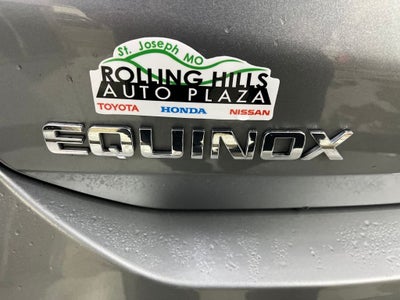 St. Joseph MO
ROLLING HILLS
AUTO PLAZA
TOYOTA HONDA NISSAN
EQUINOX